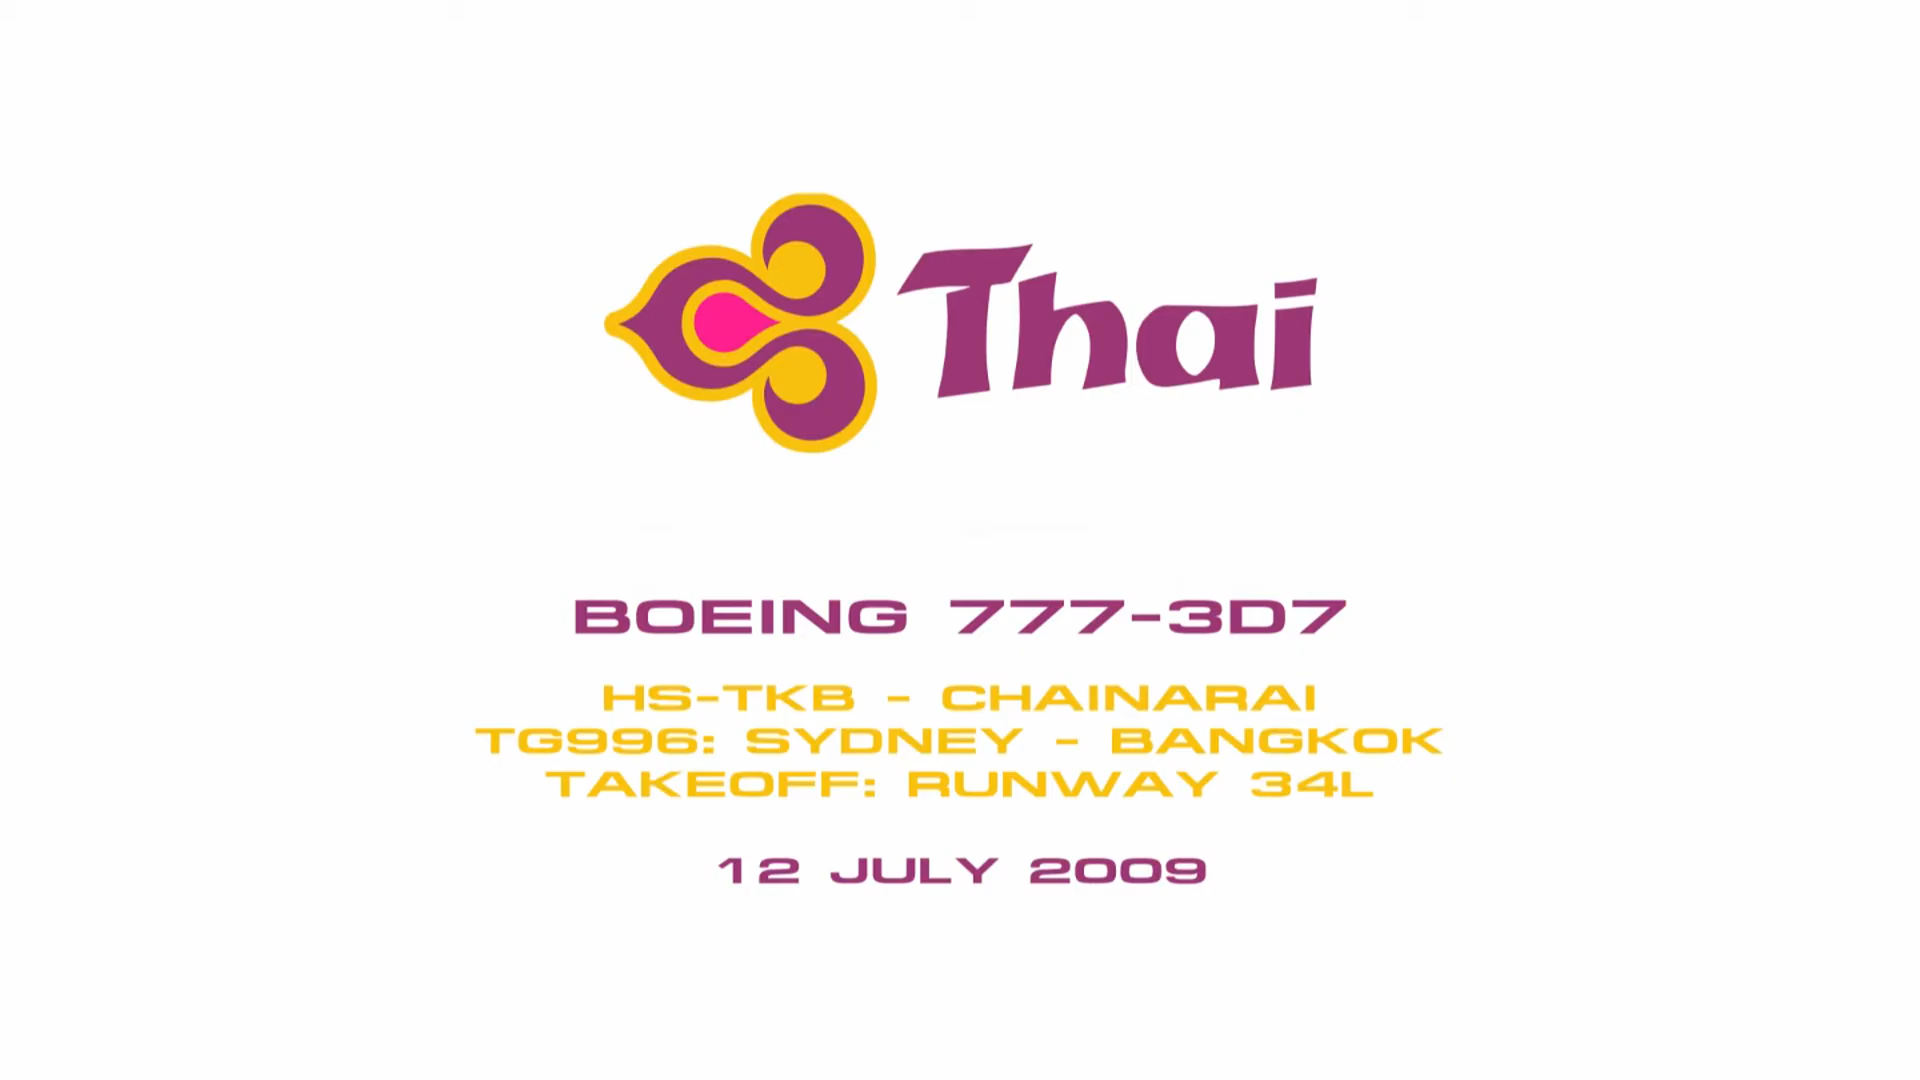 Thai
BOEING 777-3D7
HS-TKB - CHAINARAI
TG996: SYDNEY - BANGKOK
TAKEOFF: RUNWAY 34L
12 JULY 2009